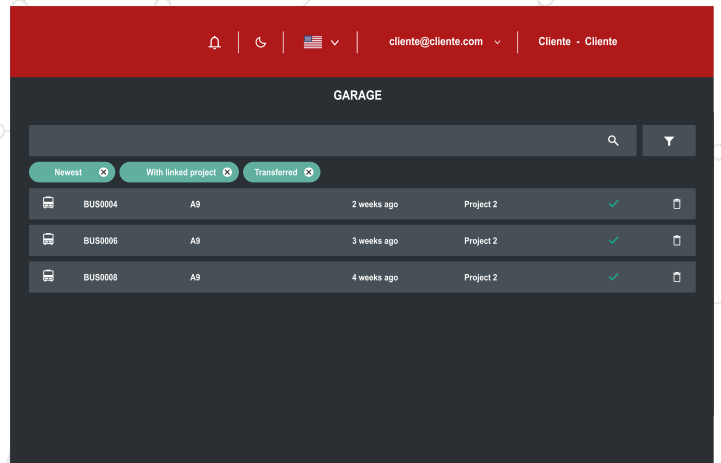 cliente@cliente.com Cliente - Cliente
GARAGE
Newest With linked project Transferred
BUS0004 A9 2 weeks ago Project 2
BUS0006 A9 3 weeks ago Project 2
BUS0008 A9 4 weeks ago Project 2